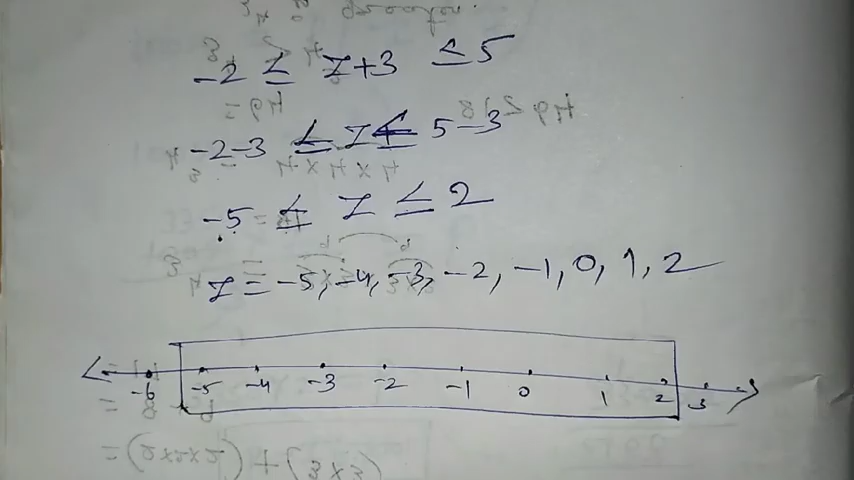 greater.
-2 ≤ z+3 ≤ 5
-2-3 ≤ z ≤ 5-3
-5 ≤ z ≤ 2
z = -5, -4, -3, -2, -1, 0, 1, 2
-6 -5 -4 -3 -2 -1 0 1 2 3